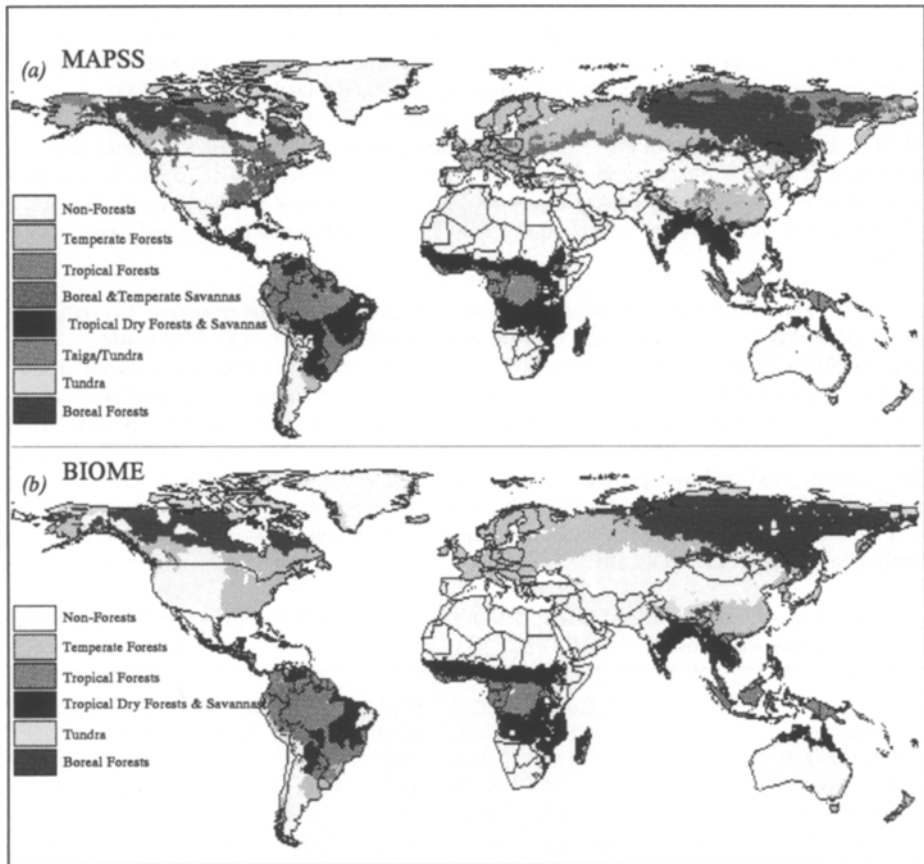 (a) MAPSS
Non-Forests
Temperate Forests
Tropical Forests
Boreal &Temperate Savannas
Tropical Dry Forests & Savannas
Taiga/Tundra
Tundra
Boreal Forests
(b) BIOME
Non-Forests
Temperate Forests
Tropical Forests
Tropical Dry Forests & Savannas
Tundra
Boreal Forests